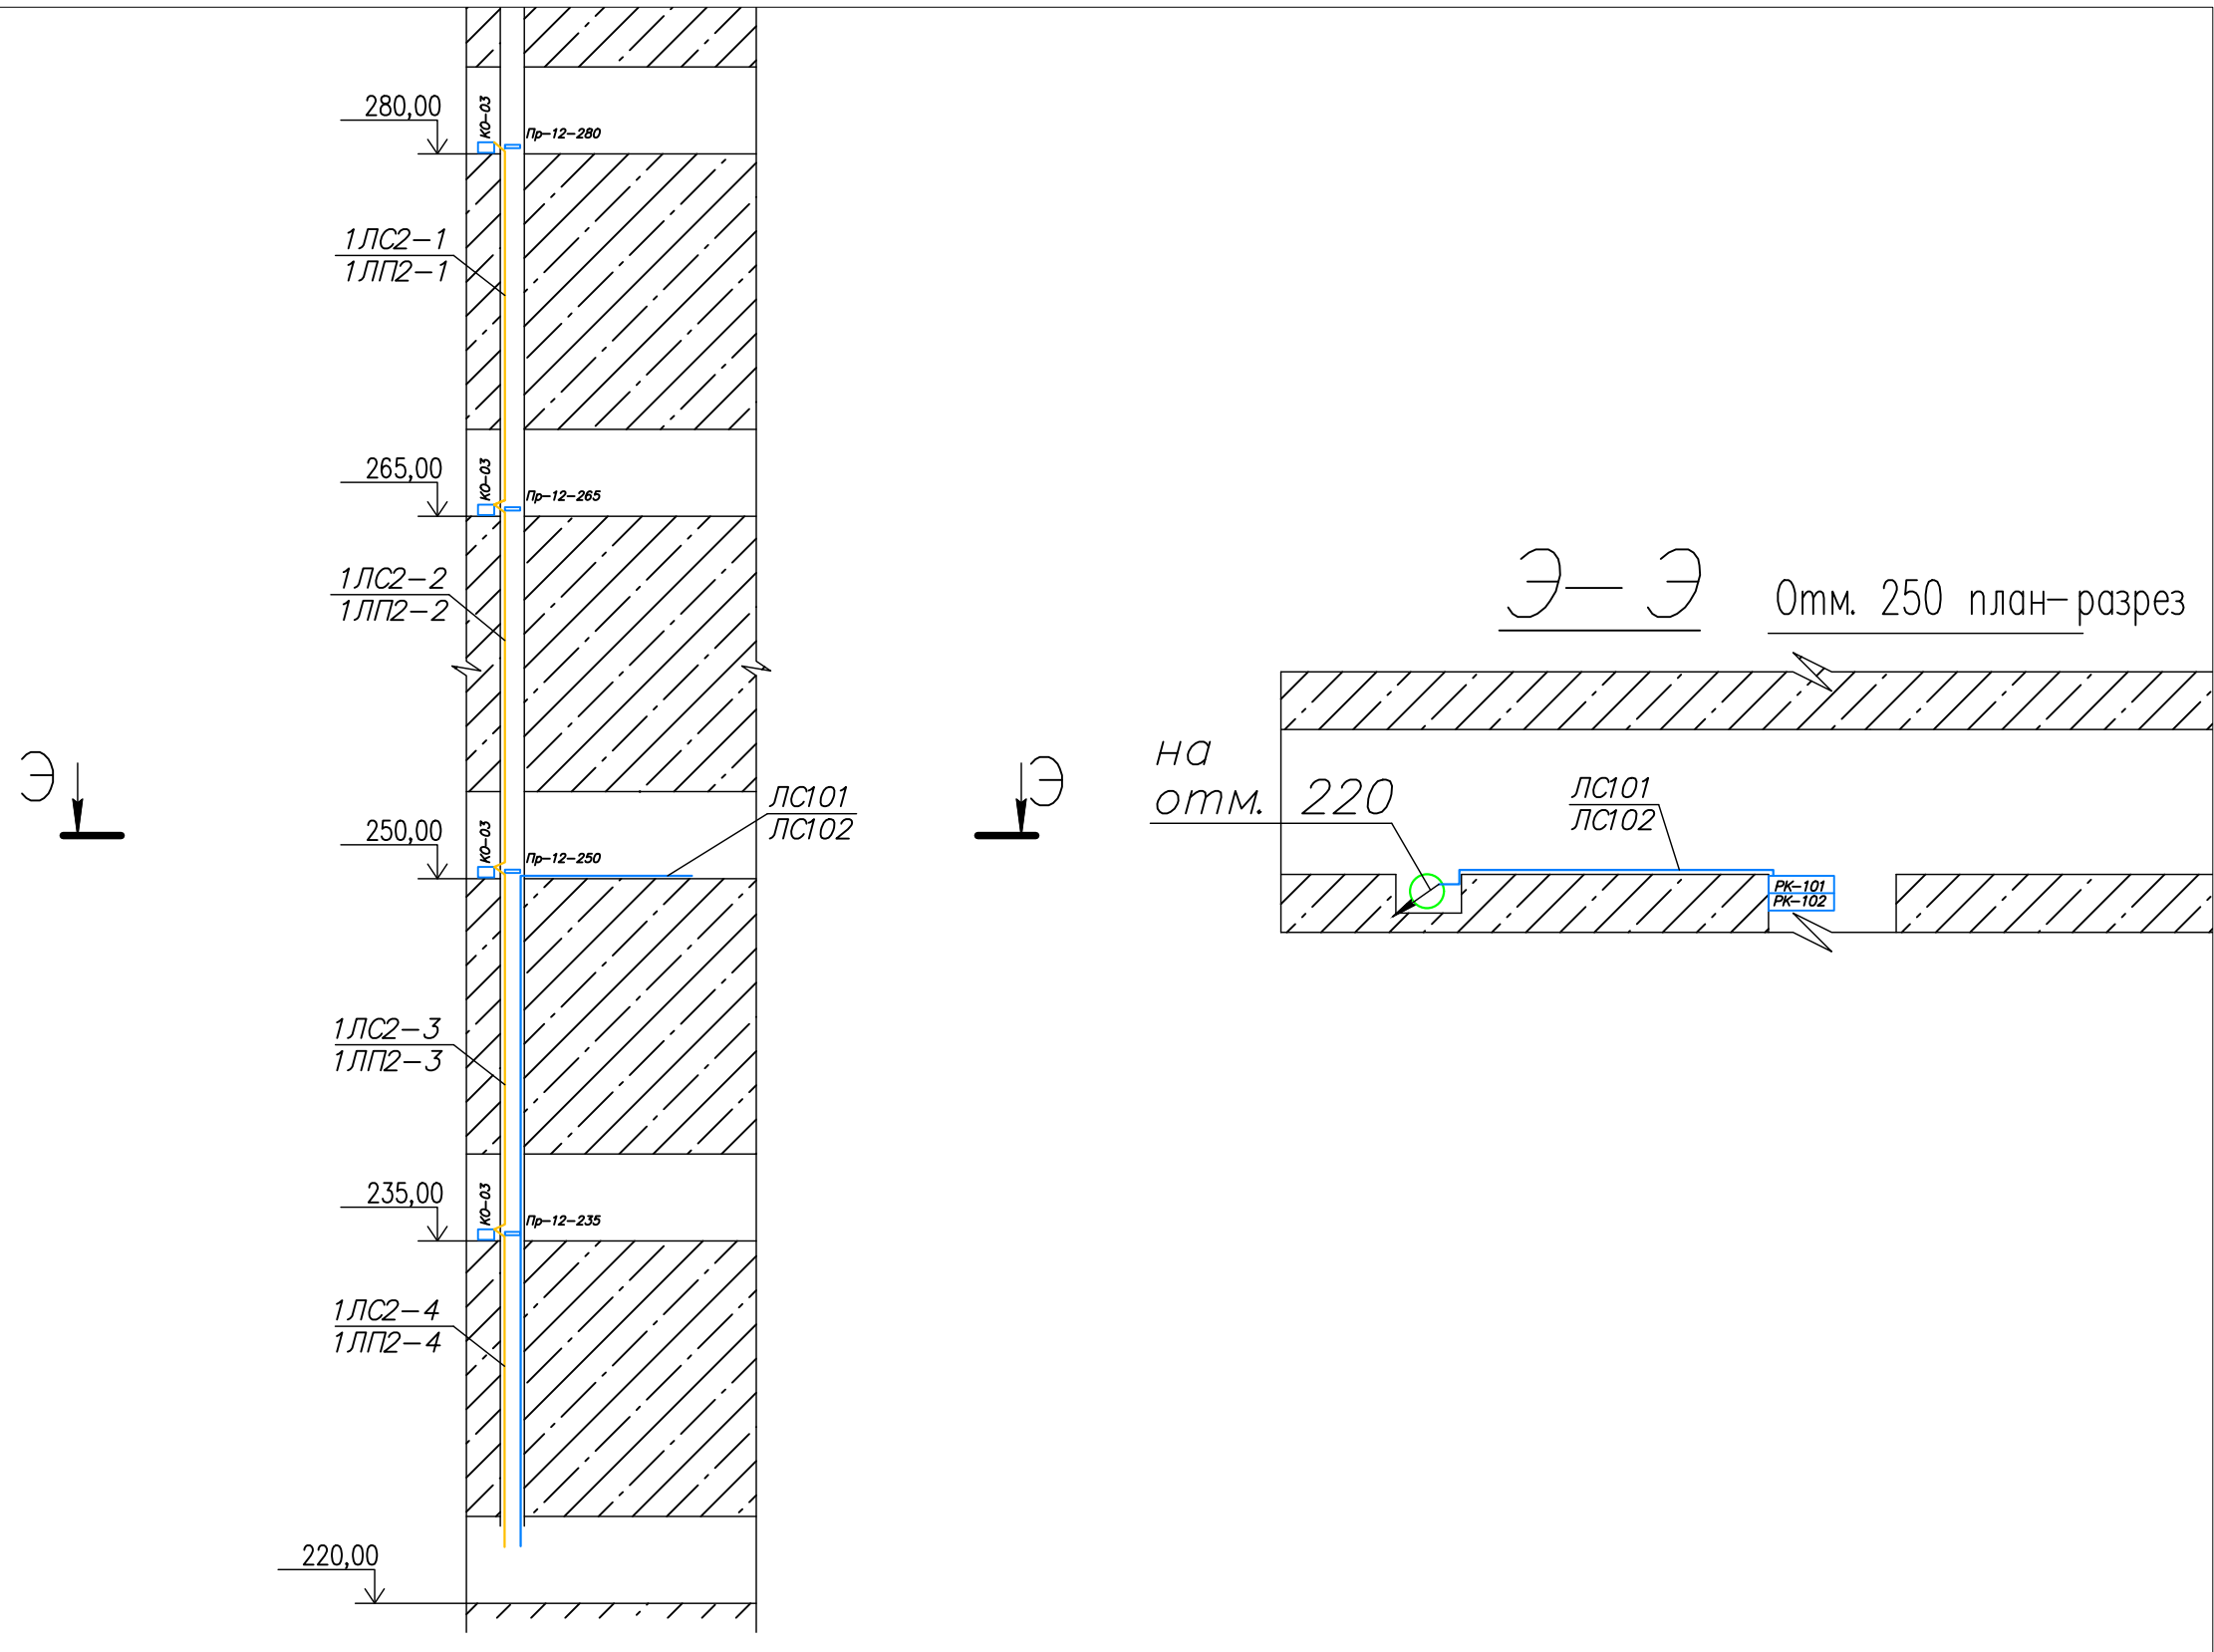 280,00
КО-03
Пр-12-280
1ЛС2-1
1ЛП2-1
265,00
КО-03
Пр-12-265
1ЛС2-2
1ЛП2-2
Э
Э
250,00
КО-03
Пр-12-250
ЛС101
ЛС102
1ЛС2-3
1ЛП2-3
235,00
КО-03
Пр-12-235
1ЛС2-4
1ЛП2-4
220,00
Э- Э
Отм. 250 план-разрез
на
отм. 220
ЛС101
ЛС102
РК-101
РК-102